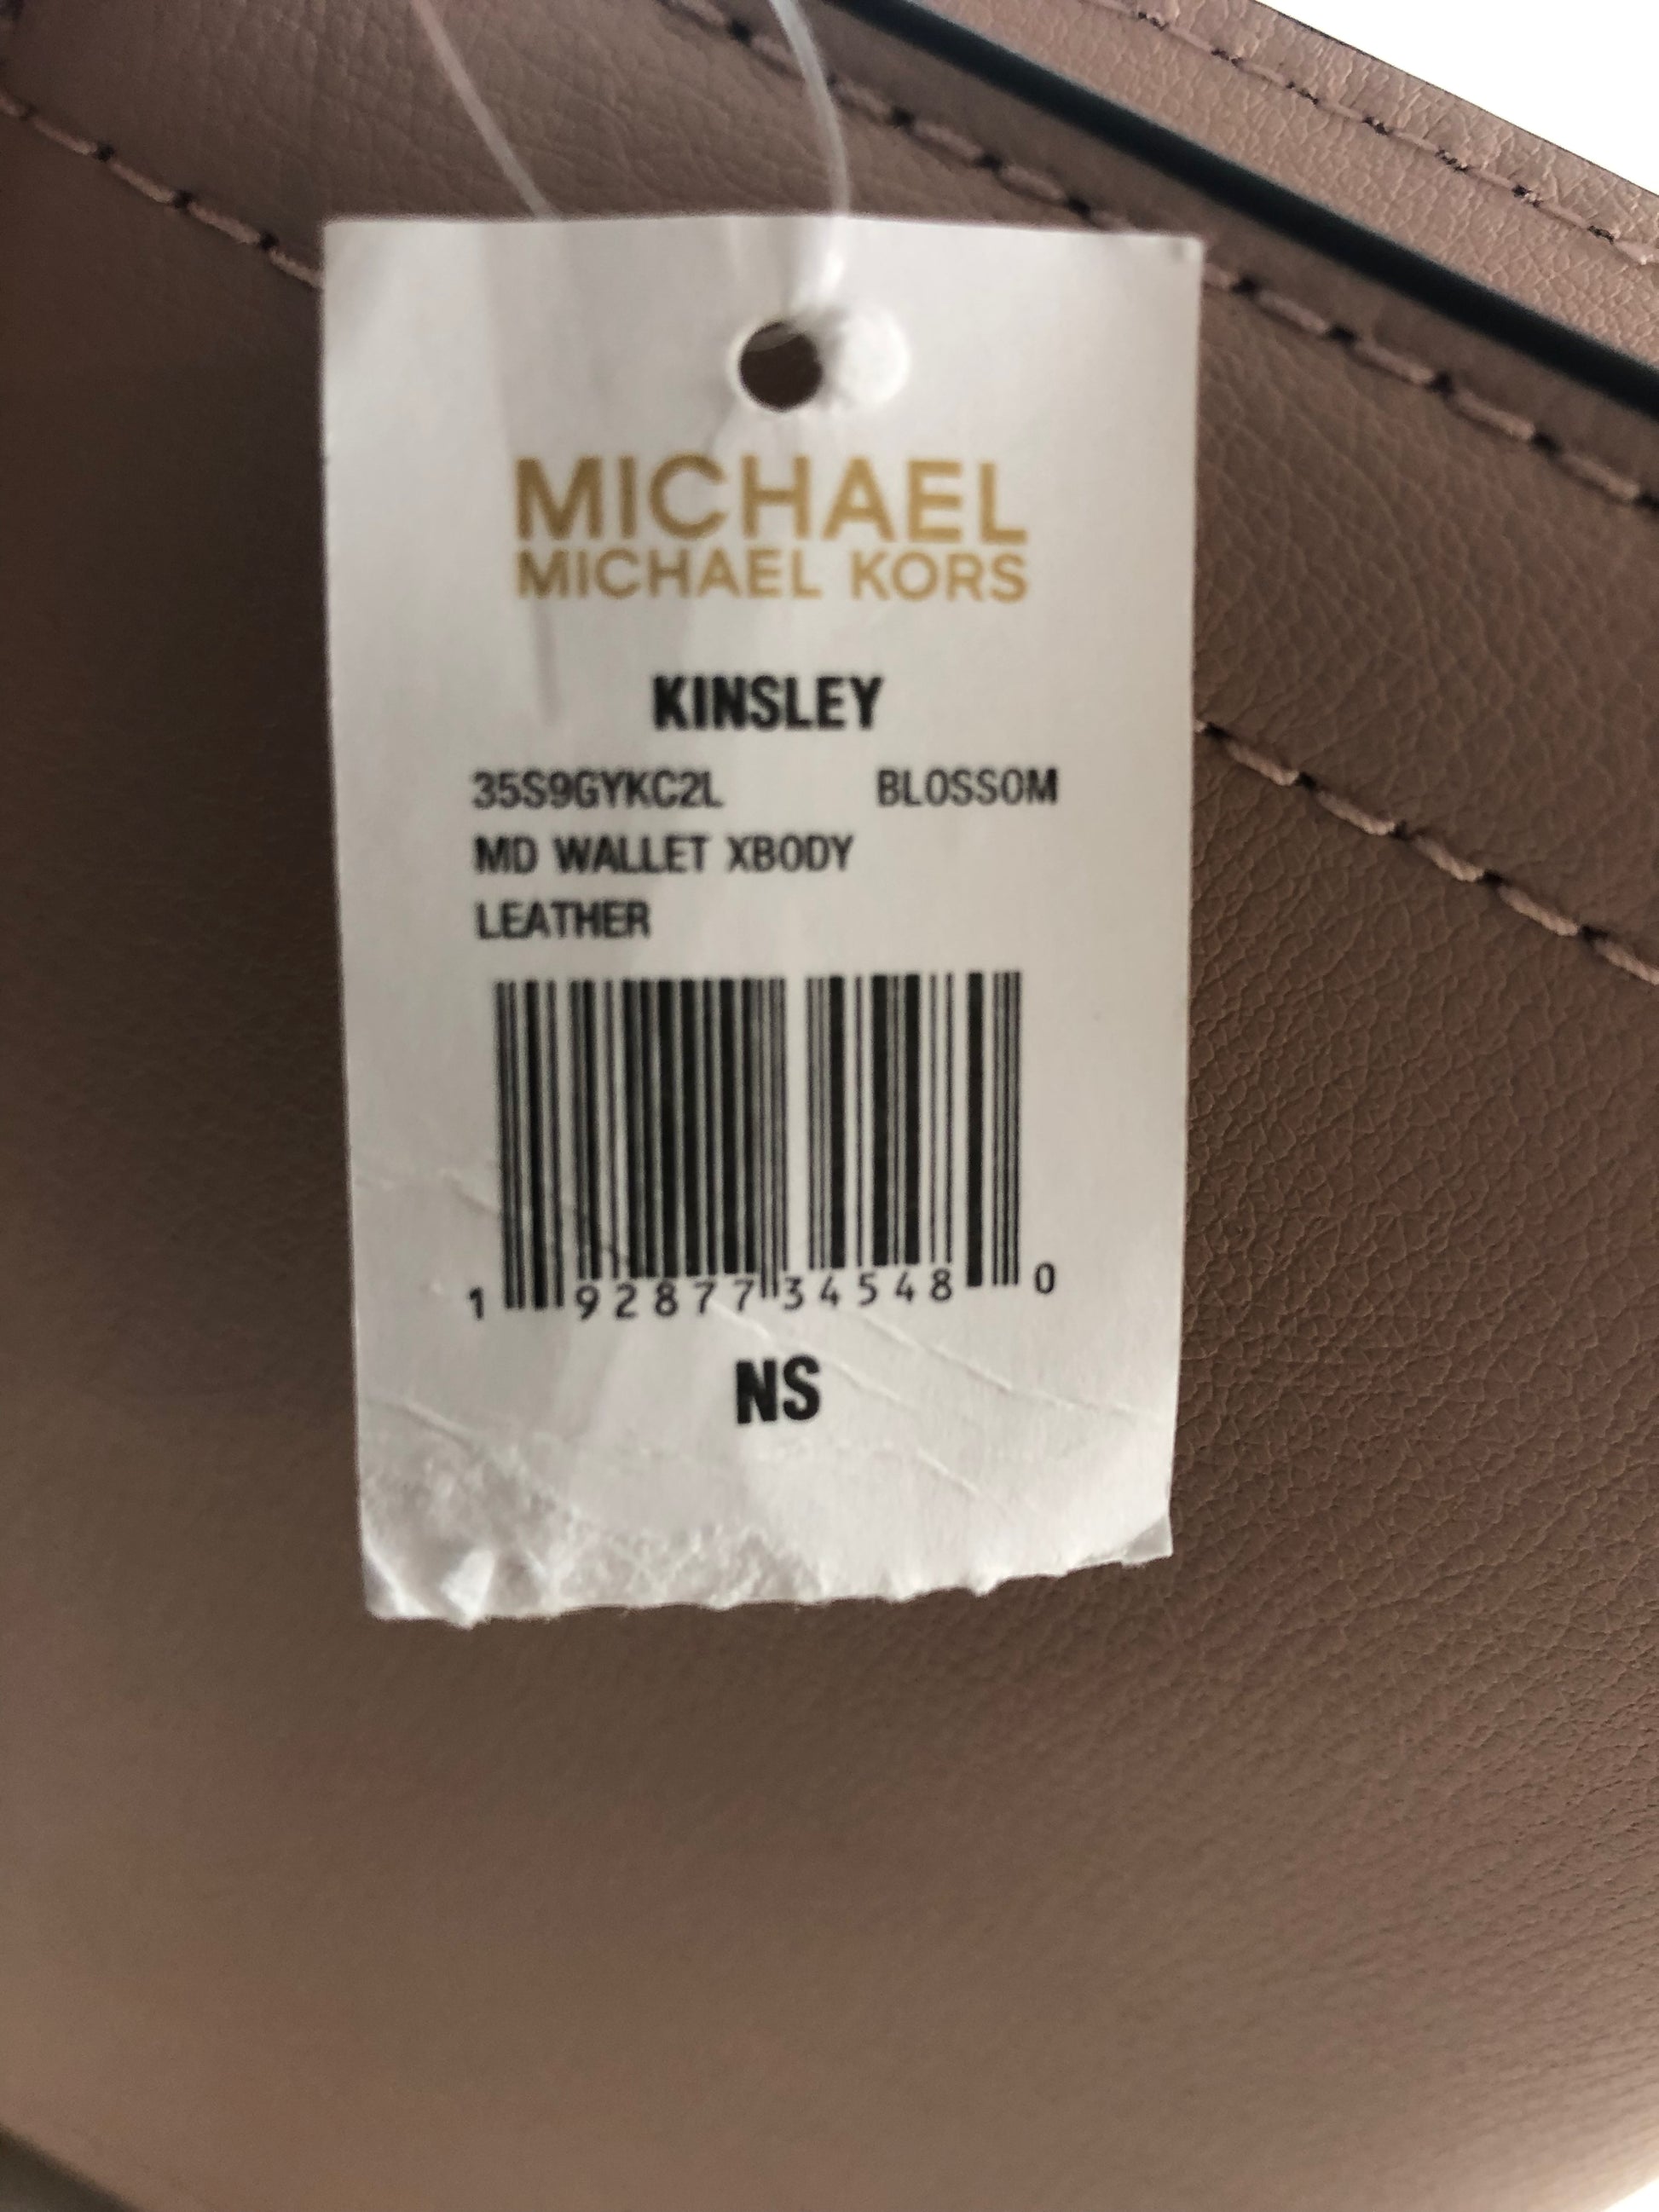 MICHAEL
MICHAEL KORS
KINSLEY
35S9GYKC2L BLOSSOM
MD WALLET XBODY
LEATHER
1 92877 34548 0
NS